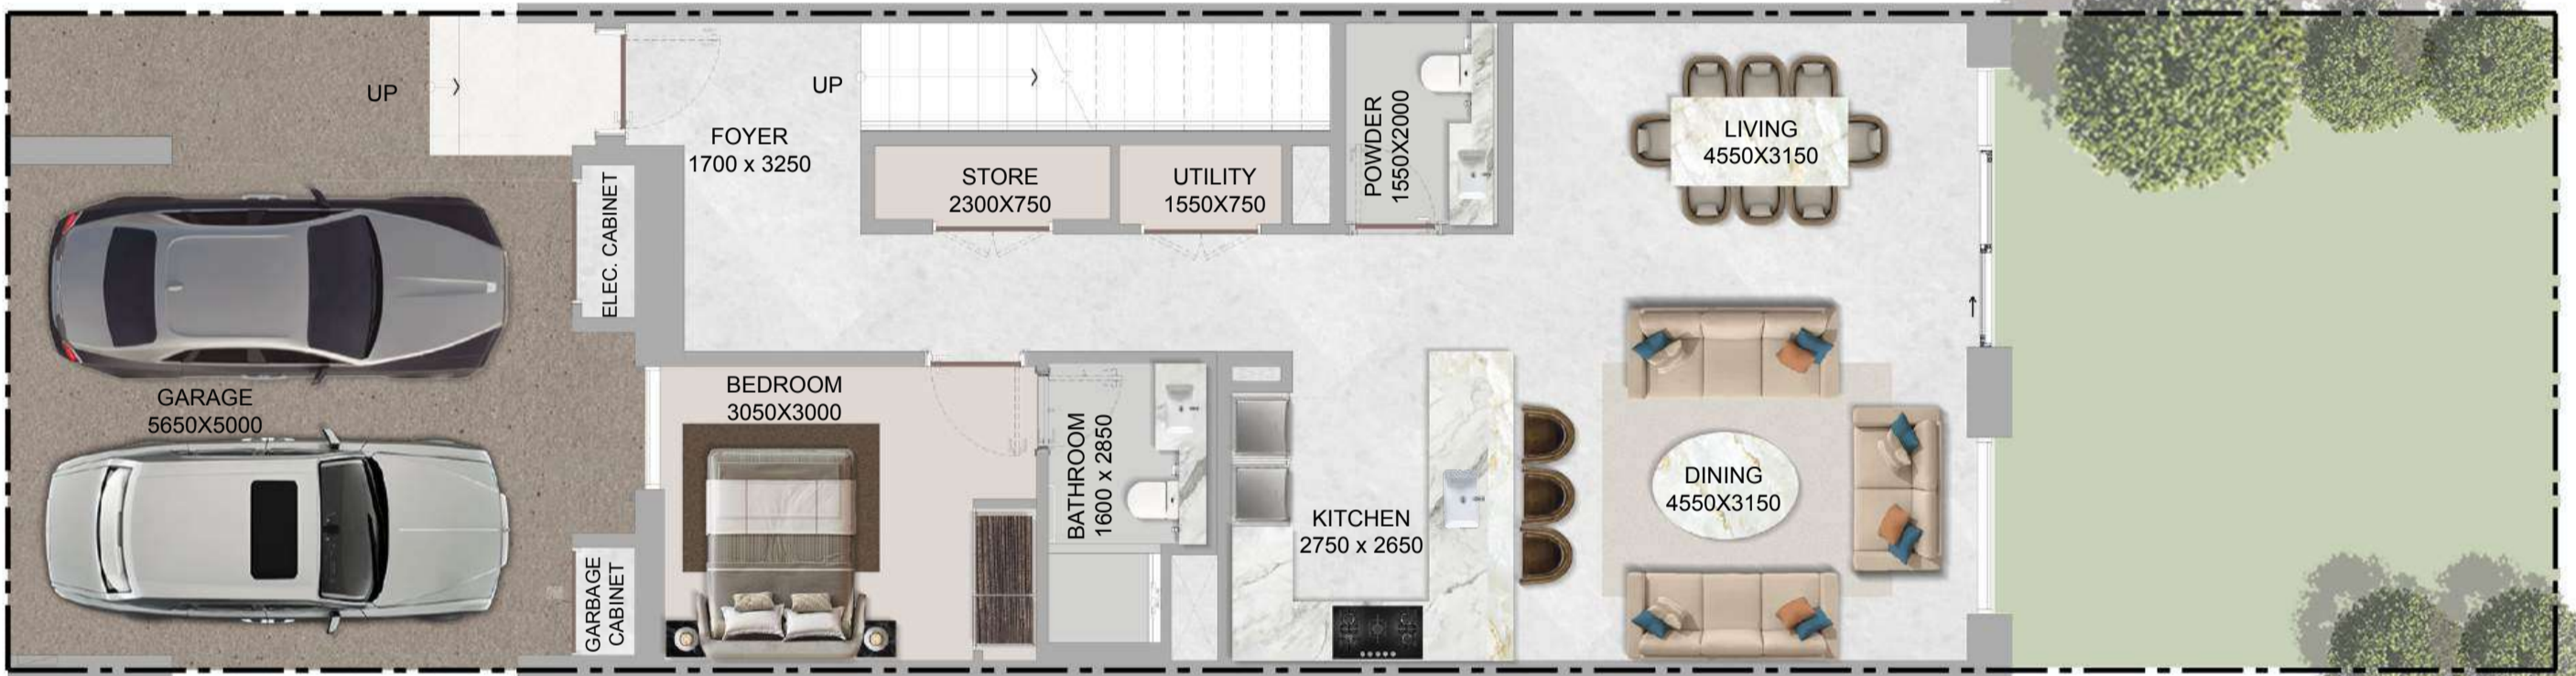 UP
GARAGE
5650X5000
ELEC. CABINET
GARBAGE
CABINET
FOYER
1700 x 3250
UP
STORE
2300X750
UTILITY
1550X750
POWDER
1550X2000
BEDROOM
3050X3000
BATHROOM
1600 x 2850
KITCHEN
2750 x 2650
LIVING
4550X3150
DINING
4550X3150